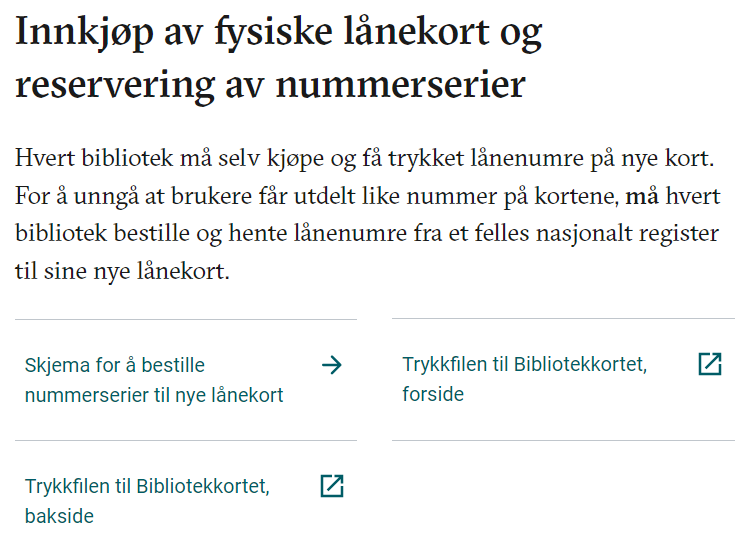 Innkjøp av fysiske lånekort og
reservering av nummerserier
Hvert bibliotek må selv kjøpe og få trykket lånenumre på nye kort.
For å unngå at brukere får utdelt like nummer på kortene, må hvert
bibliotek bestille og hente lånenumre fra et felles nasjonalt register
til sine nye lånekort.
Skjema for å bestille
nummerserier til nye lånekort
Trykkfilen til Bibliotekkortet,
forside
Trykkfilen til Bibliotekkortet,
bakside